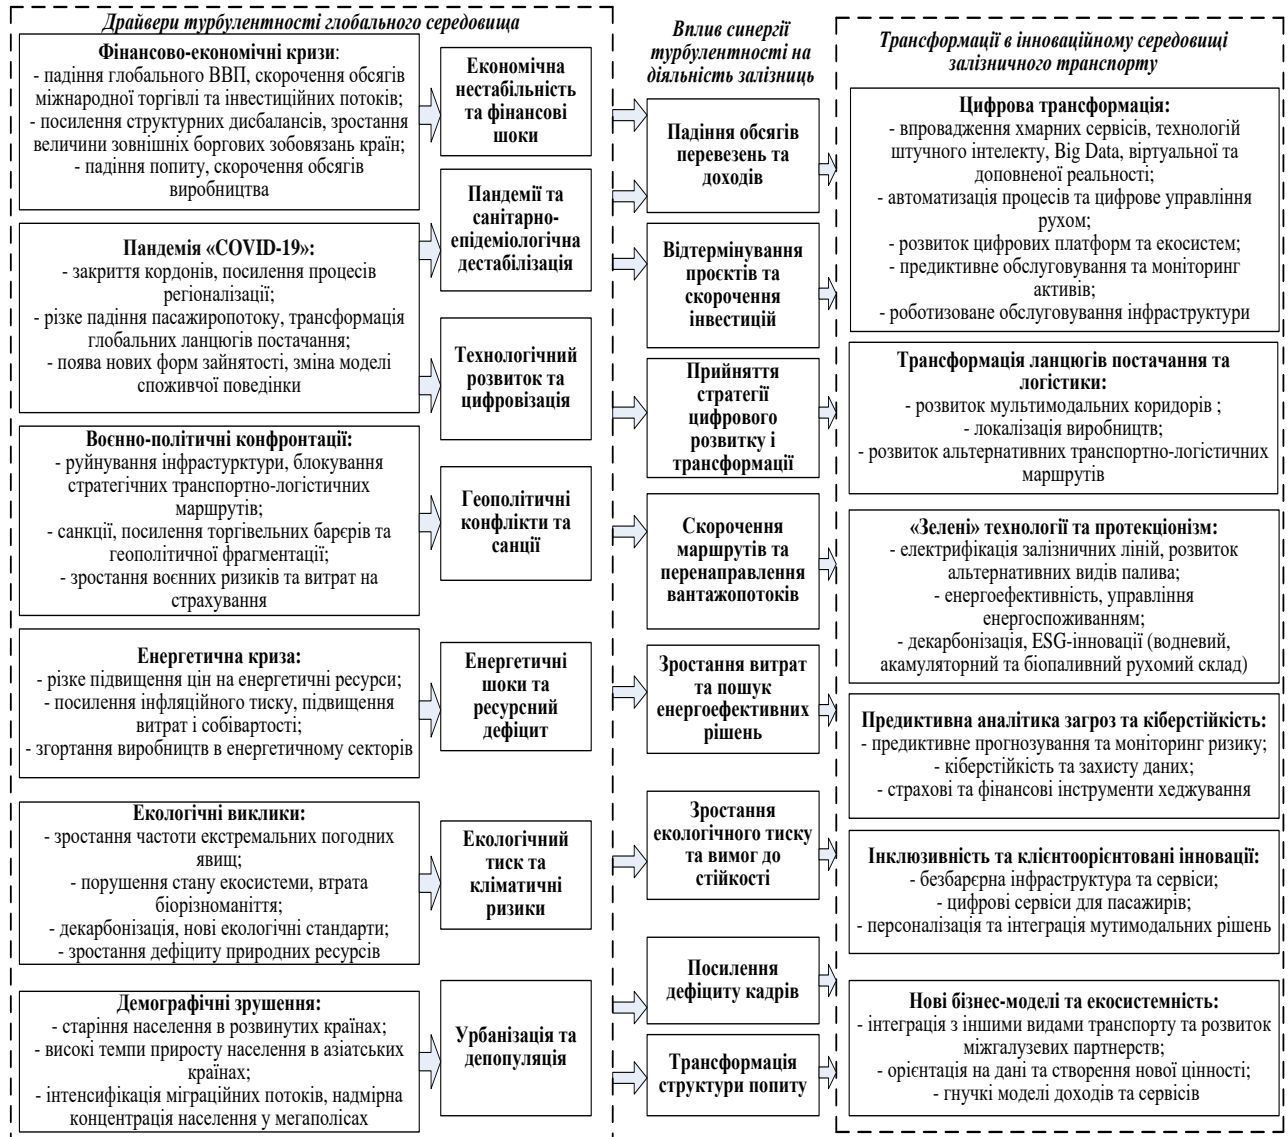 Драйвери турбулентності глобального середовища
Фінансово-економічні кризи:
- падіння глобального ВВП, скорочення обсягів
міжнародної торгівлі та інвестиційних потоків;
- посилення структурних дисбалансів, зростання
величини зовнішніх боргових зобовязань країн;
- падіння попиту, скорочення обсягів
виробництва
Пандемія «COVID-19»:
- закриття кордонів, посилення процесів
регіоналізації;
- різке падіння пасажиропотоку, трансформація
глобальних ланцюгів постачання;
- поява нових форм зайнятості, зміна моделі
споживчої поведінки
Воєнно-політичні конфронтації:
- руйнування інфрастурктури, блокування
стратегічних транспортно-логістичних
маршрутів;
- санкції, посилення торгівельних барєрів та
геополітичної фрагментації;
- зростання воєнних ризиків та витрат на
страхування
Енергетична криза:
- різке підвищення цін на енергетичні ресурси;
- посилення інфляційного тиску, підвищення
витрат і собівартості;
- згортання виробництв в енергетичному секторів
Екологічні виклики:
- зростання частоти екстремальних погодних
явищ;
- порушення стану екосистеми, втрата
біорізноманіття;
- декарбонізація, нові екологічні стандарти;
- зростання дефіциту природних ресурсів
Демографічні зрушення:
- старіння населення в розвинутих країнах;
- високі темпи приросту населення в азіатських
країнах;
- інтенсифікація міграційних потоків, надмірна
концентрація населення у мегаполісах
Економічна
нестабільність
та фінансові
шоки
Пандемії та
санітарно-
епідеміологічна
дестабілізація
Технологічний
розвиток та
цифровізація
Геополітичні
конфлікти та
санції
Енергетичні
шоки та
ресурсний
дефіцит
Екологічний
тиск та
кліматичні
ризики
Урбанізація та
депопуляція
Вплив синергії
турбулентності на
діяльність залізниць
Падіння обсягів
перевезень та
доходів
Відтермінування
проєктів та
скорочення
інвестицій
Прийняття
стратегії
цифрового
розвитку і
трансформації
Скорочення
маршрутів та
перенаправлення
вантажопотоків
Зростання витрат
та пошук
енергоефективних
рішень
Зростання
екологічного тиску
та вимог до
стійкості
Посилення
дефіциту кадрів
Трансформація
структури попиту
Трансформації в інноваційному середовищі
залізничного транспорту
Цифрова трансформація:
- впровадження хмарних сервісів, технологій
штучного інтелекту, Big Data, віртуальної та
доповненої реальності;
- автоматизація процесів та цифрове управління
рухом;
- розвиток цифрових платформ та екосистем;
- предиктивне обслуговування та моніторинг
активів;
- роботизоване обслуговування інфраструктури
Трансформація ланцюгів постачання та
логістики:
- розвиток мультимодальних коридорів ;
- локалізація виробництв;
- розвиток альтернативних транспортно-логістичних
маршрутів
«Зелені» технології та протекціонізм:
- електрифікація залізничних ліній, розвиток
альтернативних видів палива;
- енергоефективність, управління
енергоспоживанням;
- декарбонізація, ESG-інновації (водневий,
акамуляторний та біопаливний рухомий склад)
Предиктивна аналітика загроз та кіберстійкість:
- предиктивне прогнозування та моніторинг ризику;
- кіберстійкість та захисту даних;
- страхові та фінансові інструменти хеджування
Інклюзивність та клієнтоорієнтовані інновації:
- безбарєрна інфраструктура та сервіси;
- цифрові сервіси для пасажирів;
- персоналізація та інтеграція мутимодальних рішень
Нові бізнес-моделі та екосистемність:
- інтеграція з іншими видами транспорту та розвиток
міжгалузевих партнерств;
- орієнтація на дані та створення нової цінності;
- гнучкі моделі доходів та сервісів